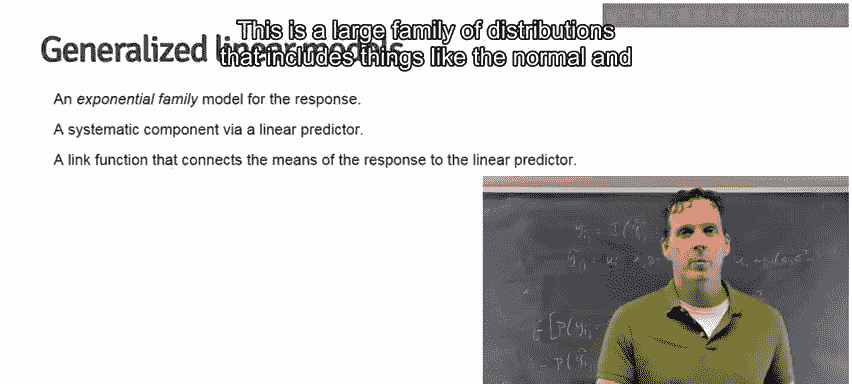 This is a large family of distributions
that includes things like the normal and
Generalized linear models
An exponential family model for the response.
A systematic component via a linear predictor.
A link function that connects the means of the response to the linear predictor.